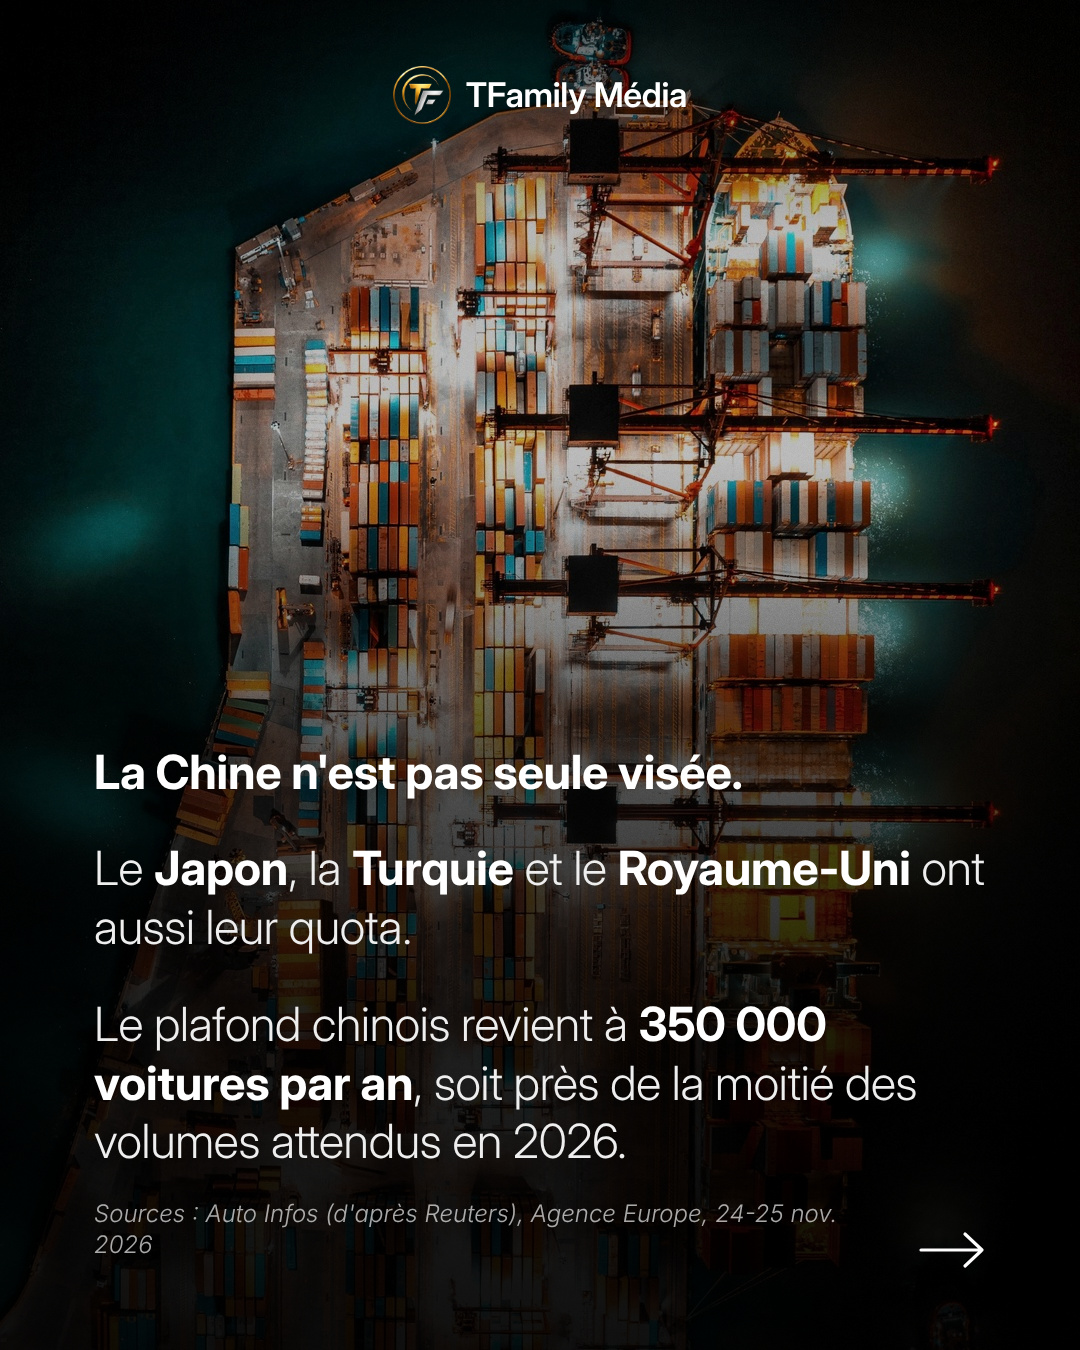 TF TFamily Média
La Chine n'est pas seule visée.
Le Japon, la Turquie et le Royaume-Uni ont
aussi leur quota.
Le plafond chinois revient à 350 000
voitures par an, soit près de la moitié des
volumes attendus en 2026.
Sources : Auto Infos (d'après Reuters), Agence Europe, 24-25 nov.
2026